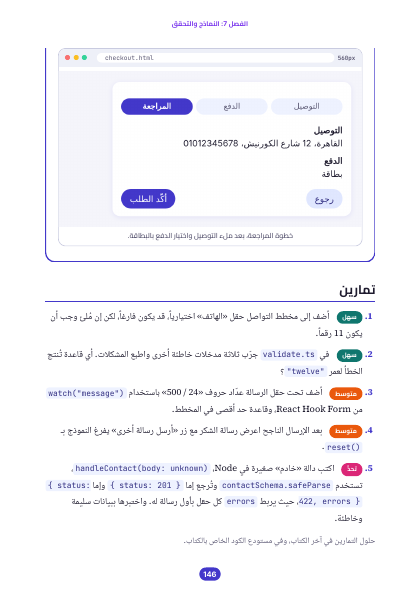 الفصل 7: النماذج والتحقق
checkout.html
560px
التوصيل
الدفع
المراجعة
التوصيل
القاهرة، 12 شارع الكورنيش، 01012345678
الدفع
بطاقة
رجوع
أكّد الطلب
خطوة المراجعة، بعد ملء التوصيل واختيار الدفع بالبطاقة.
تمارين
1. سهل أضف إلى مخطط التواصل حقل «الهاتف» اختيارياً، قد يكون فارغاً، لكن إن مُلئ وجب أن
يكون 11 رقماً.
2. سهل في validate.ts جرّب ثلاثة مدخلات خاطئة أخرى واطبع المشكلات. أي قاعدة تُنتج
الخطأ لعمر "twelve" ؟
3. متوسط أضف تحت حقل الرسالة عدّاد حروف «24 / 500» باستخدام watch("message")
من React Hook Form، وقاعدة حد أقصى في المخطط.
4. متوسط بعد الإرسال الناجح اعرض رسالة الشكر مع زر «أرسل رسالة أخرى» يفرغ النموذج بـ
reset() .
5. تحدٍّ اكتب دالة «خادم» صغيرة في Node، handleContact(body: unknown) ،
تستخدم contactSchema.safeParse وتُرجع إما { status: 201 } وإما { status:
422, errors }، حيث يربط errors كل حقل بأول رسالة له. واختبرها ببيانات سليمة
وخاطئة.
حلول التمارين في آخر الكتاب، وفي مستودع الكود الخاص بالكتاب.
146